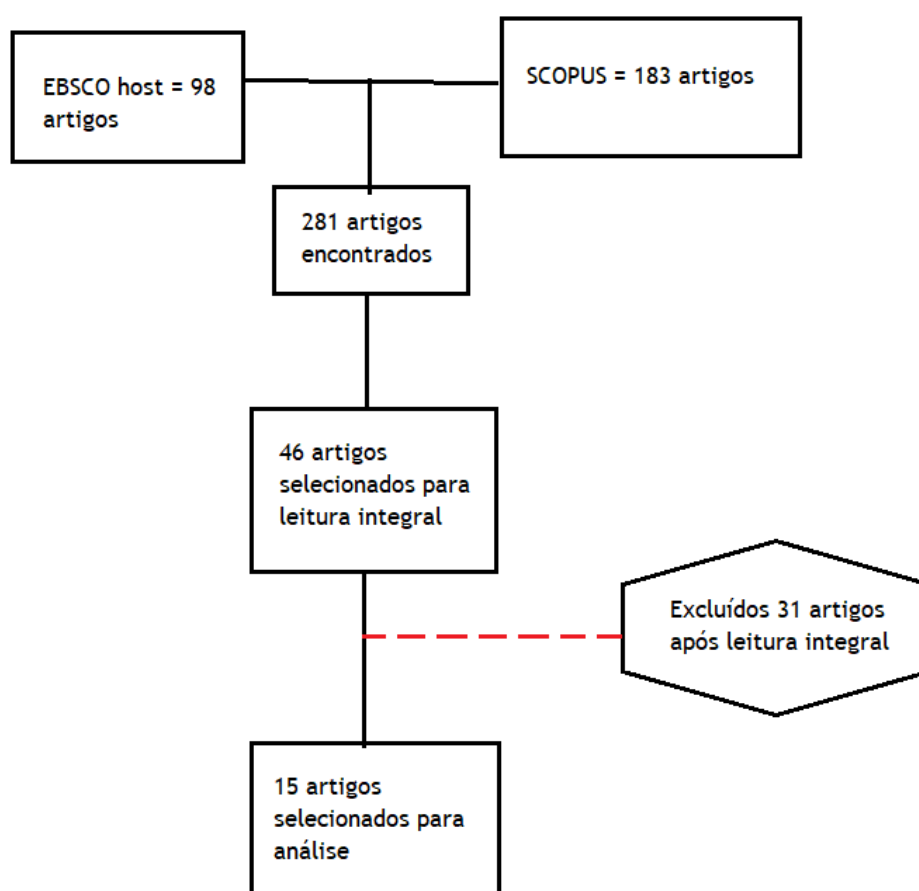 EBSCO host = 98
artigos
SCOPUS = 183 artigos
281 artigos
encontrados
46 artigos
selecionados para
leitura integral
Excluídos 31 artigos
após leitura integral
15 artigos
selecionados para
análise